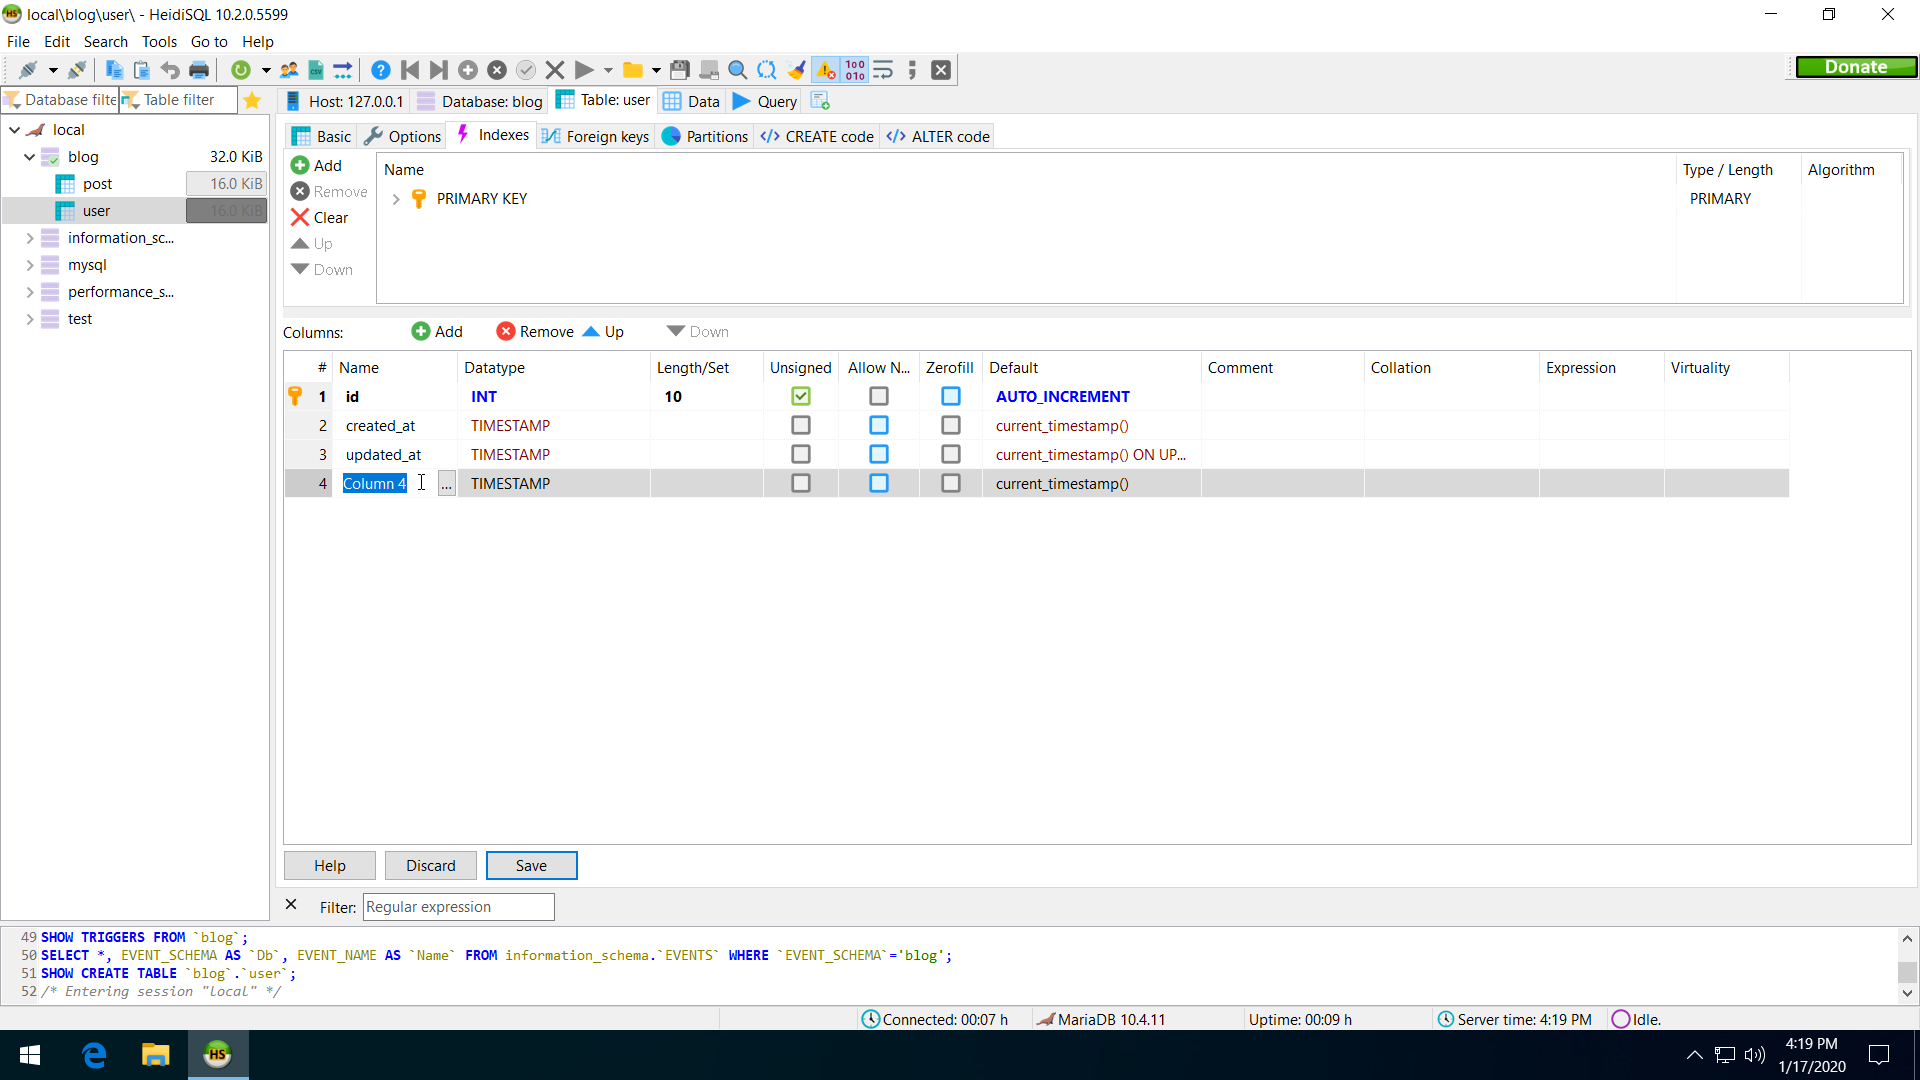 local\blog\user\ - HeidiSQL 10.2.0.5599
File Edit Search Tools Go to Help
Donate
Database filte Table filter
Host: 127.0.0.1 Database: blog Table: user Data Query
local
blog 32.0 KiB
post 16.0 KiB
user 16.0 KiB
information_sc...
mysql
performance_s...
test
Basic Options Indexes Foreign keys Partitions CREATE code ALTER code
Add
Remove
Clear
Up
Down
Name Type / Length Algorithm
PRIMARY KEY PRIMARY
Columns: Add Remove Up Down
# Name Datatype Length/Set Unsigned Allow N... Zerofill Default Comment Collation Expression Virtuality
1 id INT 10 AUTO_INCREMENT
2 created_at TIMESTAMP current_timestamp()
3 updated_at TIMESTAMP current_timestamp() ON UP...
4 Column 4 ... TIMESTAMP current_timestamp()
Help Discard Save
Filter: Regular expression
49 SHOW TRIGGERS FROM `blog`;
50 SELECT *, EVENT_SCHEMA AS `Db`, EVENT_NAME AS `Name` FROM information_schema.`EVENTS` WHERE `EVENT_SCHEMA`='blog';
51 SHOW CREATE TABLE `blog`.`user`;
52 /* Entering session "local" */
Connected: 00:07 h MariaDB 10.4.11 Uptime: 00:09 h Server time: 4:19 PM Idle.
4:19 PM
1/17/2020